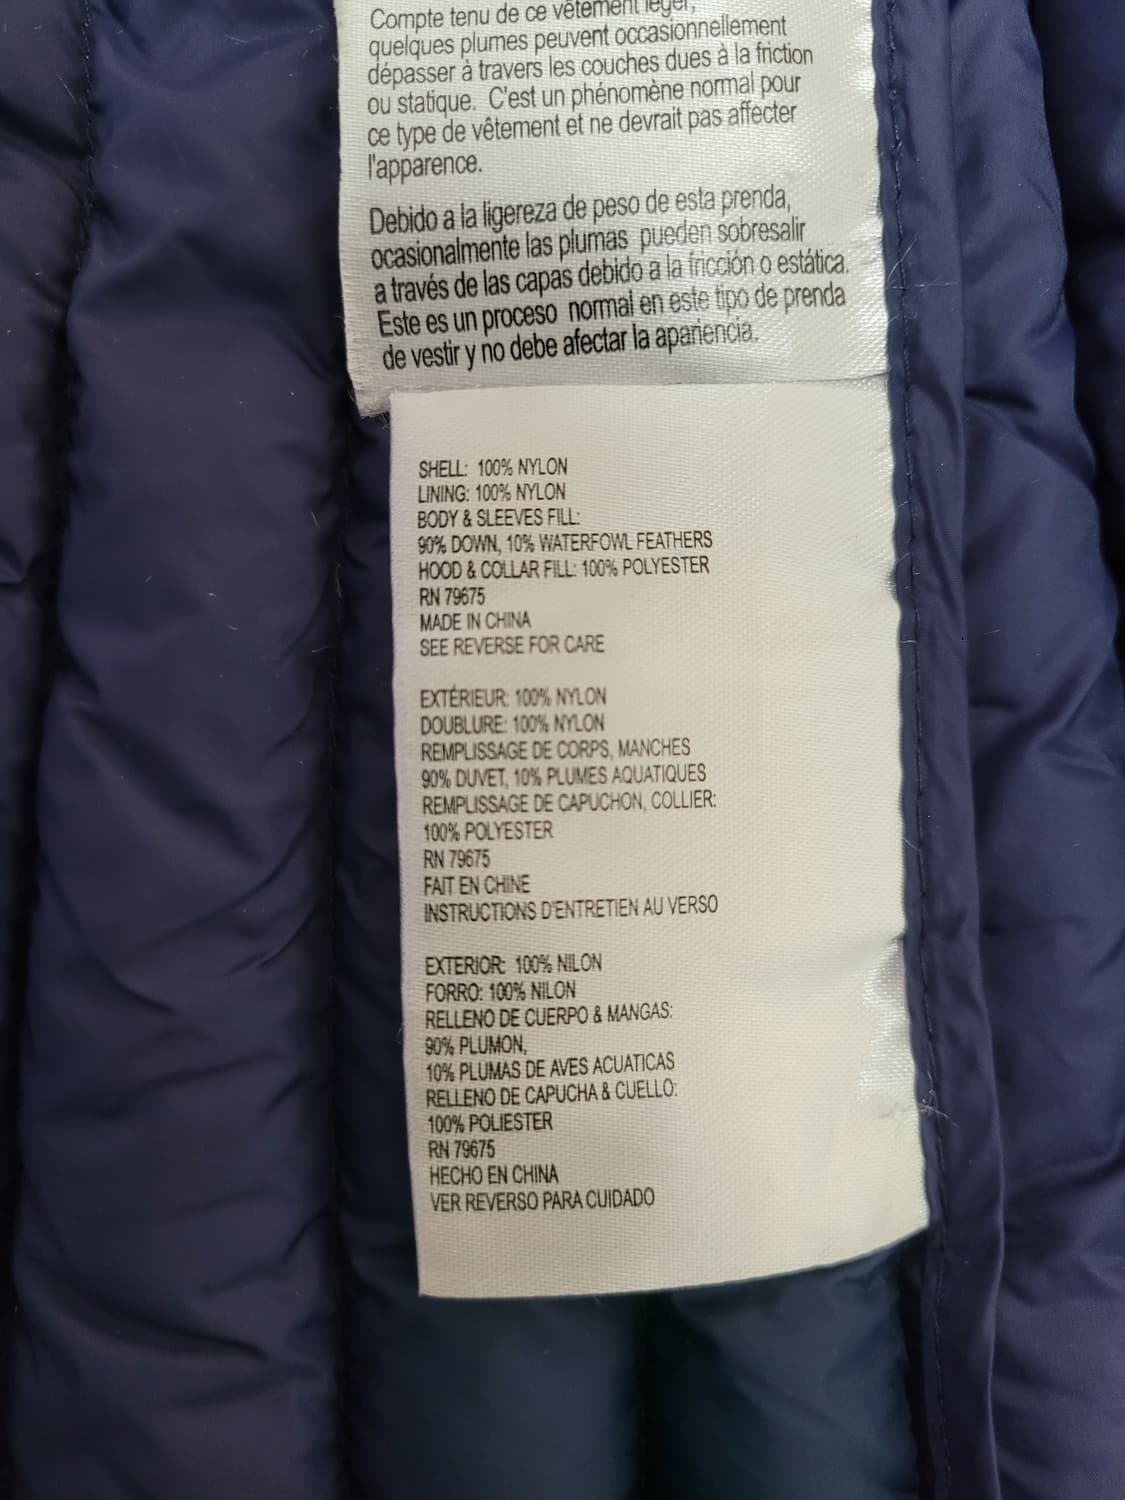 Compte tenu de ce vêtement léger,
quelques plumes peuvent occasionnellement
dépasser à travers les couches dues à la friction
ou statique. C'est un phénomène normal pour
ce type de vêtement et ne devrait pas affecter
l'apparence.
Debido a la ligereza de peso de esta prenda,
ocasionalmente las plumas pueden sobresalir
a través de las capas debido a la fricción o estática.
Este es un proceso normal en este tipo de prenda
de vestir y no debe afectar la apariencia.
SHELL: 100% NYLON
LINING: 100% NYLON
BODY & SLEEVES FILL:
90% DOWN, 10% WATERFOWL FEATHERS
HOOD & COLLAR FILL: 100% POLYESTER
RN 79675
MADE IN CHINA
SEE REVERSE FOR CARE
EXTÉRIEUR: 100% NYLON
DOUBLURE: 100% NYLON
REMPLISSAGE DE CORPS, MANCHES
90% DUVET, 10% PLUMES AQUATIQUES
REMPLISSAGE DE CAPUCHON, COLLIER:
100% POLYESTER
RN 79675
FAIT EN CHINE
INSTRUCTIONS D'ENTRETIEN AU VERSO
EXTERIOR: 100% NILON
FORRO: 100% NILON
RELLENO DE CUERPO & MANGAS:
90% PLUMON,
10% PLUMAS DE AVES ACUATICAS
RELLENO DE CAPUCHA & CUELLO:
100% POLIESTER
RN 79675
HECHO EN CHINA
VER REVERSO PARA CUIDADO